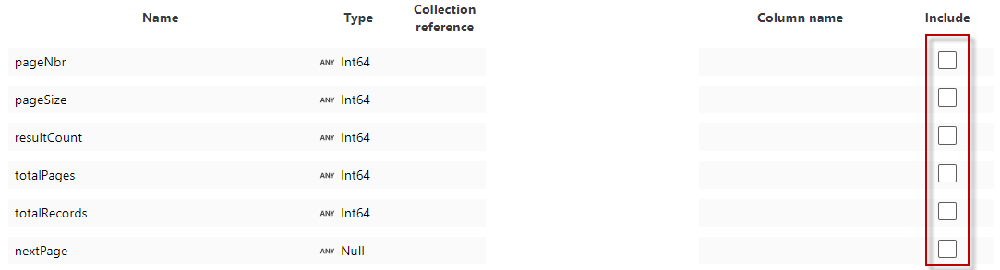 Name Type Collection reference Column name Include
pageNbr ANY Int64
pageSize ANY Int64
resultCount ANY Int64
totalPages ANY Int64
totalRecords ANY Int64
nextPage ANY Null